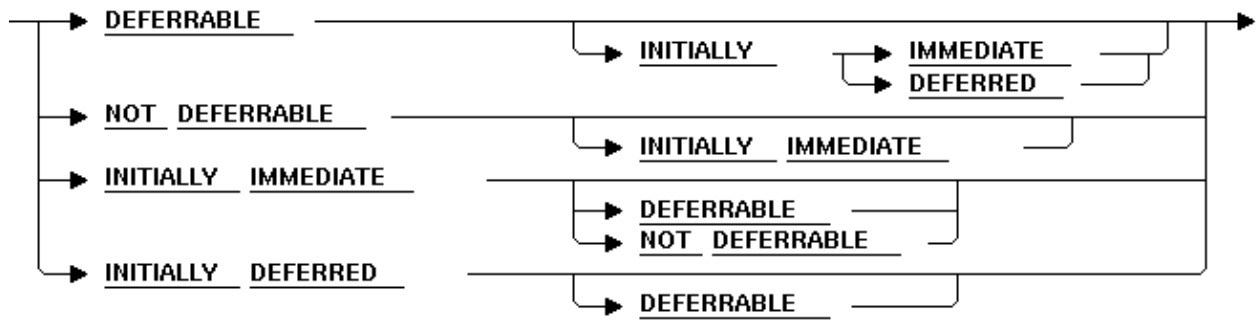 DEFERRABLE
INITIALLY IMMEDIATE
DEFERRED
NOT DEFERRABLE
INITIALLY IMMEDIATE
INITIALLY IMMEDIATE
DEFERRABLE
NOT DEFERRABLE
INITIALLY DEFERRED
DEFERRABLE